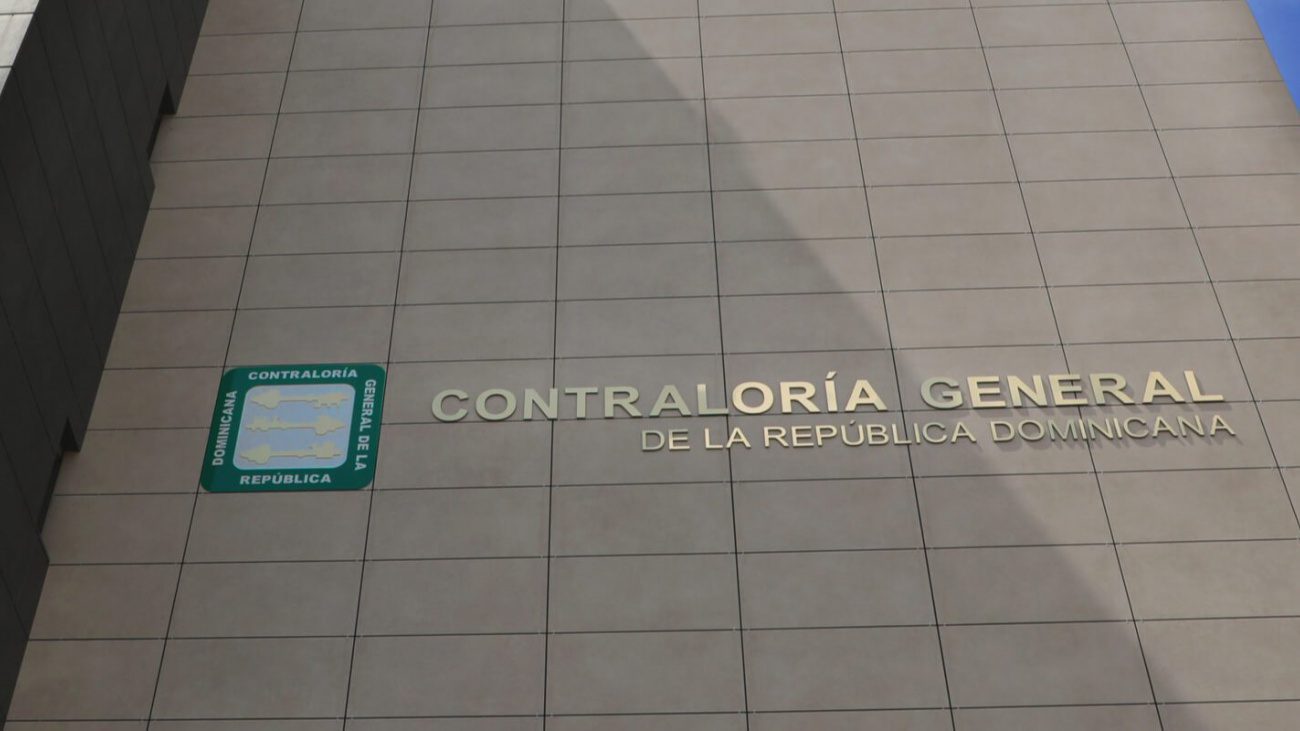 CONTRALORÍA
GENERAL DE LA
REPÚBLICA
DOMINICANA
CONTRALORÍA GENERAL
DE LA REPÚBLICA DOMINICANA